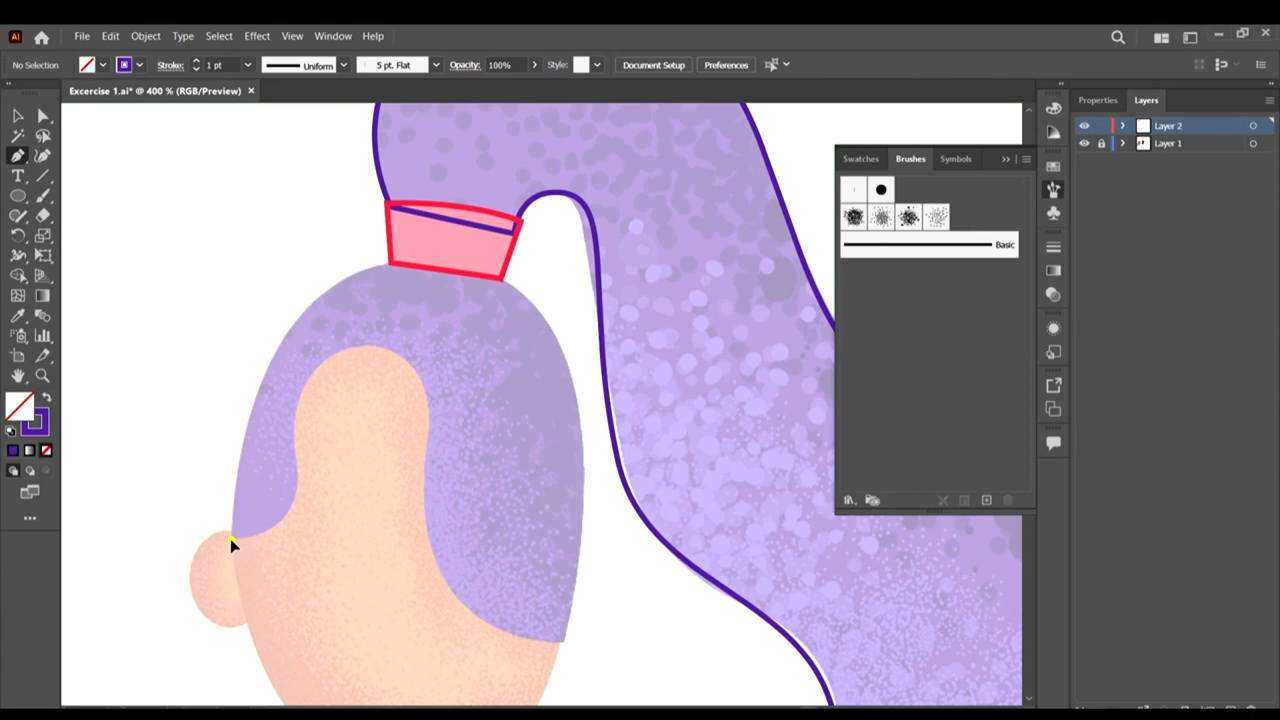 Ai File Edit Object Type Select Effect View Window Help
No Selection Stroke: 1 pt Uniform 5 pt. Flat Opacity: 100% Style: Document Setup Preferences
Excercise 1.ai* @ 400 % (RGB/Preview) ×
Properties Layers
Layer 2
Layer 1
Swatches Brushes Symbols
Basic